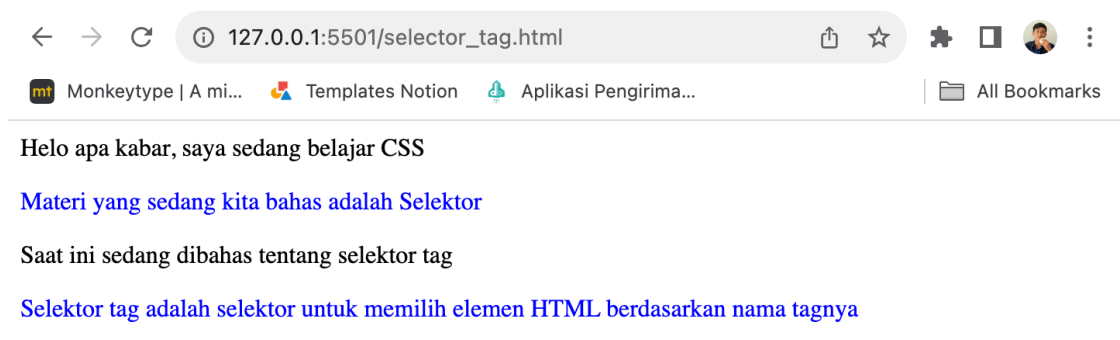 127.0.0.1:5501/selector_tag.html
mt Monkeytype | A mi... Templates Notion Aplikasi Pengirima... All Bookmarks
Helo apa kabar, saya sedang belajar CSS
Materi yang sedang kita bahas adalah Selektor
Saat ini sedang dibahas tentang selektor tag
Selektor tag adalah selektor untuk memilih elemen HTML berdasarkan nama tagnya